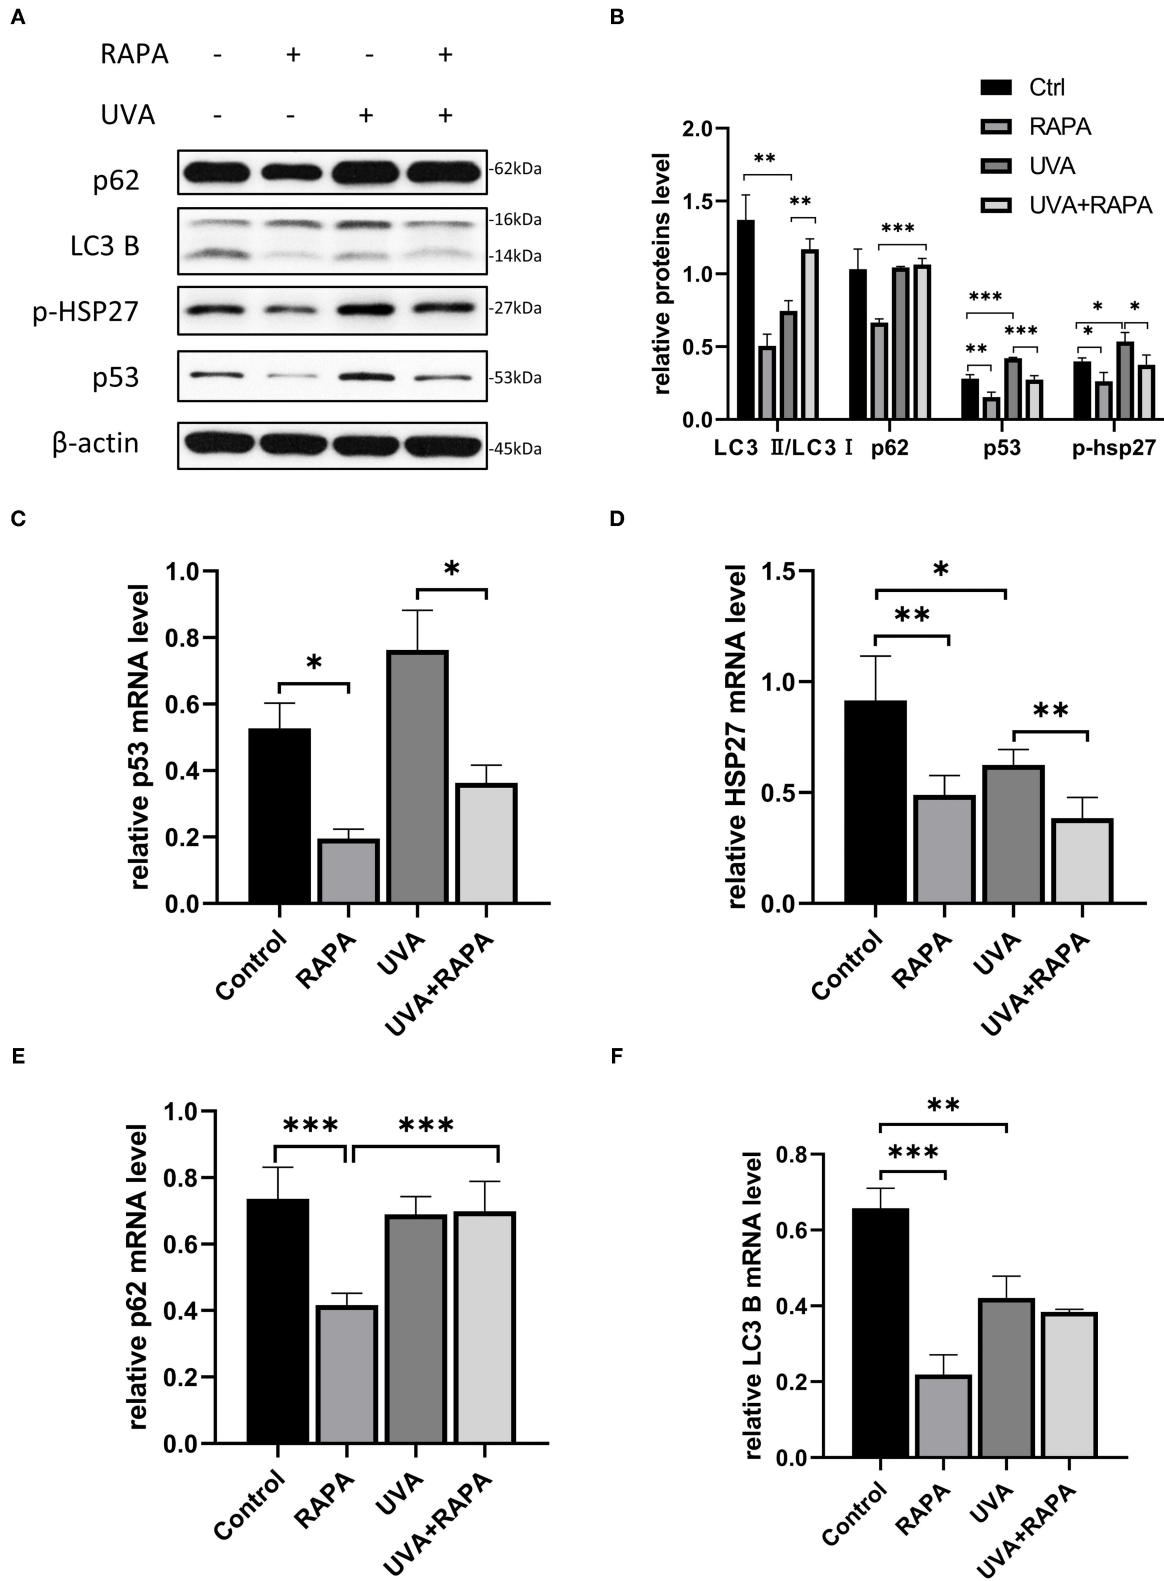 A
RAPA - + - +
UVA - - + +
p62 -62kDa
LC3 B -16kDa
-14kDa
p-HSP27 -27kDa
p53 -53kDa
β-actin -45kDa
B
Ctrl
RAPA
UVA
UVA+RAPA
relative proteins level
2.0
1.5
1.0
0.5
0.0
** ** *** *** ** *** * * *
LC3 Ⅱ/LC3 Ⅰ p62 p53 p-hsp27
C
relative p53 mRNA level
1.0
0.8
0.6
0.4
0.2
0.0
* *
Control RAPA UVA UVA+RAPA
D
relative HSP27 mRNA level
1.5
1.0
0.5
0.0
*
**
**
Control RAPA UVA UVA+RAPA
E
relative p62 mRNA level
1.0
0.8
0.6
0.4
0.2
0.0
*** ***
Control RAPA UVA UVA+RAPA
F
relative LC3 B mRNA level
0.8
0.6
0.4
0.2
0.0
**
***
Control RAPA UVA UVA+RAPA